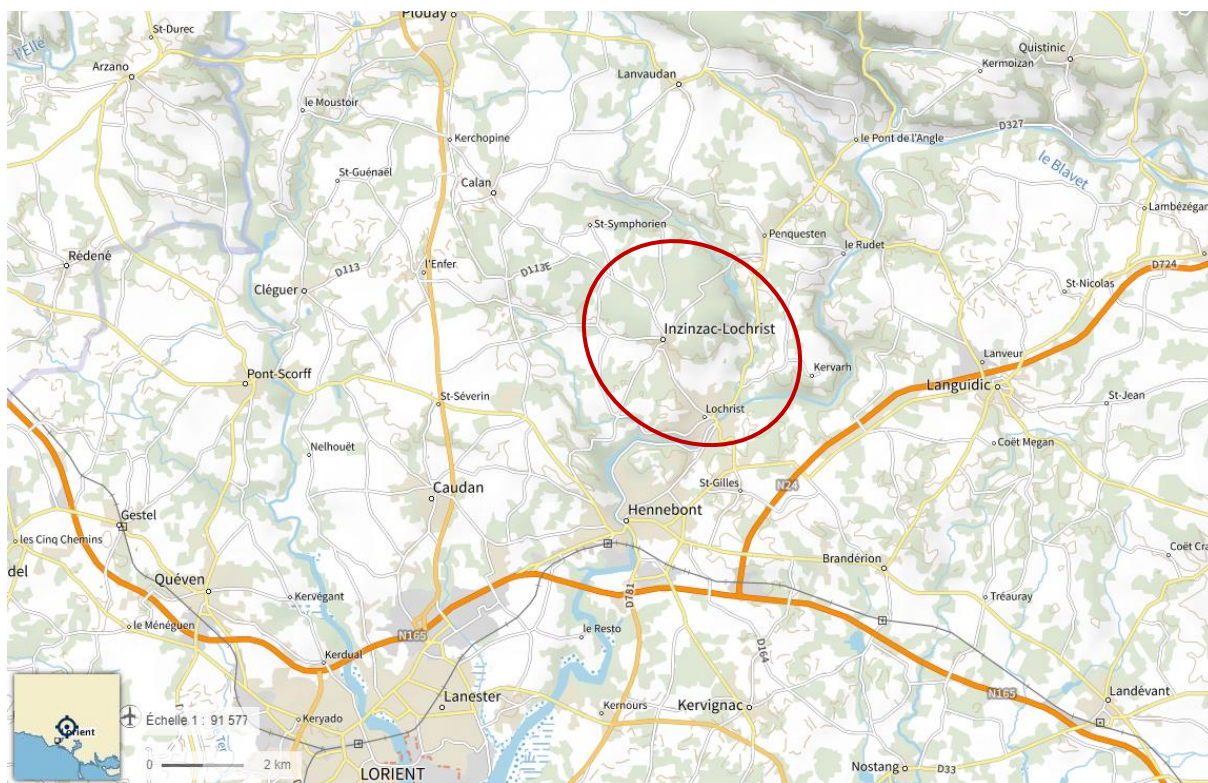 Plouay
St-Durec
l'Ellé
Arzano
Quistinic
Kermoizan
Lanvaudan
le Moustoir
D327
Kerchopine
le Pont de l'Angle
le Blavet
St-Guénaël
Calan
Lambézégan
St-Symphorien
Penquesten
le Rudet
Rédené
D113
l'Enfer
D113E
D724
Cléguer
St-Nicolas
Inzinzac-Lochrist
Lanveur
Pont-Scorff
Kervarh
Languidic
St-Séverin
St-Jean
Lochrist
Nelhouët
Coët Megan
Caudan
St-Gilles
N24
Gestel
Hennebont
les Cinq Chemins
Brandérion
Coët Cra
del
Quéven
Kervégant
D781
Tréauray
le Ménéguen
N165
le Resto
D164
Kerdual
Lanester
Kernours
Kervignac
N165
Landévant
Lorient
Échelle 1 : 91 577
Keryado
Ter
0 2 km
LORIENT
Nostang
D33